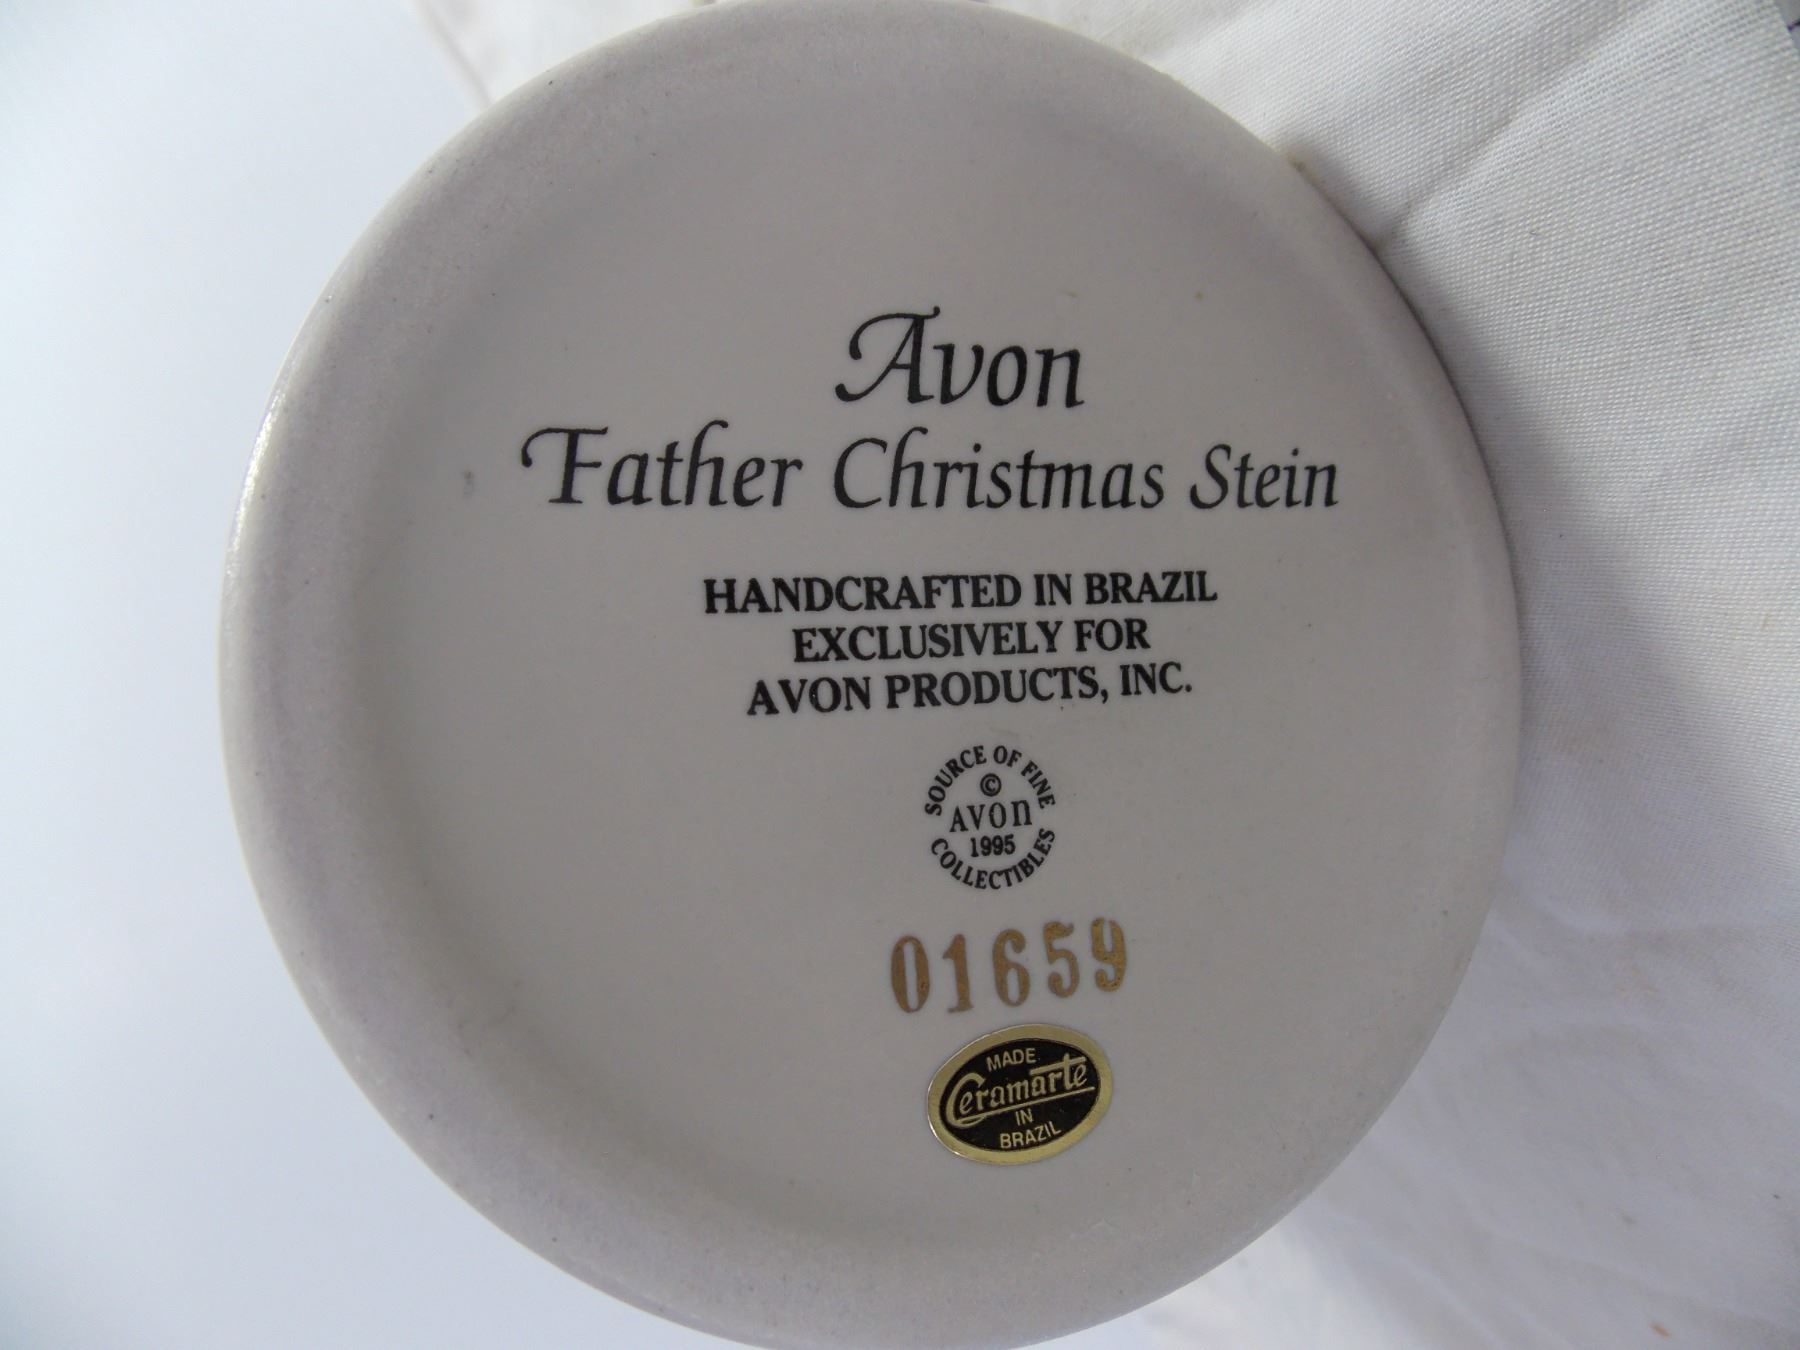 Avon
Father Christmas Stein
HANDCRAFTED IN BRAZIL
EXCLUSIVELY FOR
AVON PRODUCTS, INC.
SOURCE OF FINE
©
AVON
1995
COLLECTIBLES
01659
MADE
Ceramarte
IN
BRAZIL